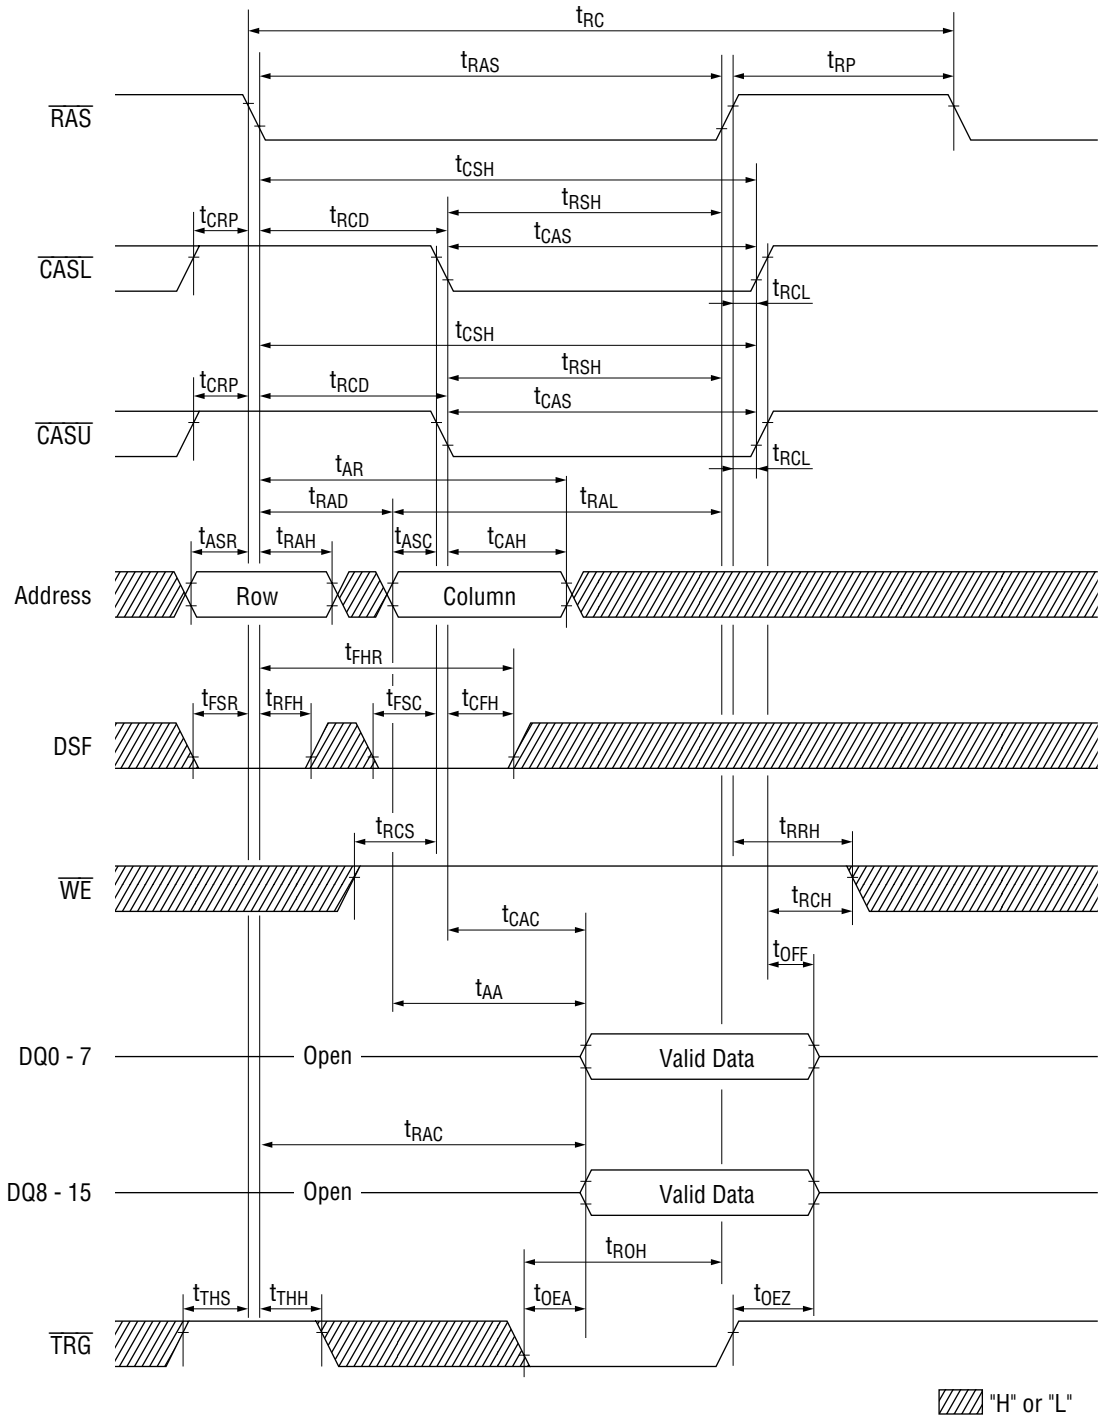 tRC
tRAS tRP
RAS
tCSH
tRSH
tCRP tRCD tCAS
CASL
tRCL
tCSH
tRSH
tCRP tRCD tCAS
CASU
tRCL
tAR
tRAD tRAL
tASR tRAH tASC tCAH
Address Row Column
tFHR
tFSR tRFH tFSC tCFH
DSF
tRCS tRRH
WE
tRCH
tCAC
tOFF
tAA
DQ0 - 7 Open Valid Data
tRAC
DQ8 - 15 Open Valid Data
tROH
tTHS tTHH tOEA tOEZ
TRG
"H" or "L"